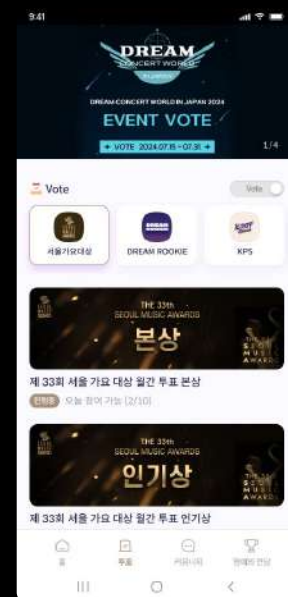 9:41
DREAM
CONCERT WORLD
DREAM CONCERT WORLD IN JAPAN 2024
EVENT VOTE
VOTE 2024.07.15 ~ 07.31
1/4
Vote
Vote
서울가요대상
DREAM ROOKIE
KPS
THE 33th
SEOUL MUSIC AWARDS
본상
제 33회 서울 가요 대상 월간 투표 본상
진행중 오늘 참여 가능 (2/10)
THE 33th
SEOUL MUSIC AWARDS
인기상
제 33회 서울 가요 대상 월간 투표 인기상
홈
투표
커뮤니티
명예의 전당